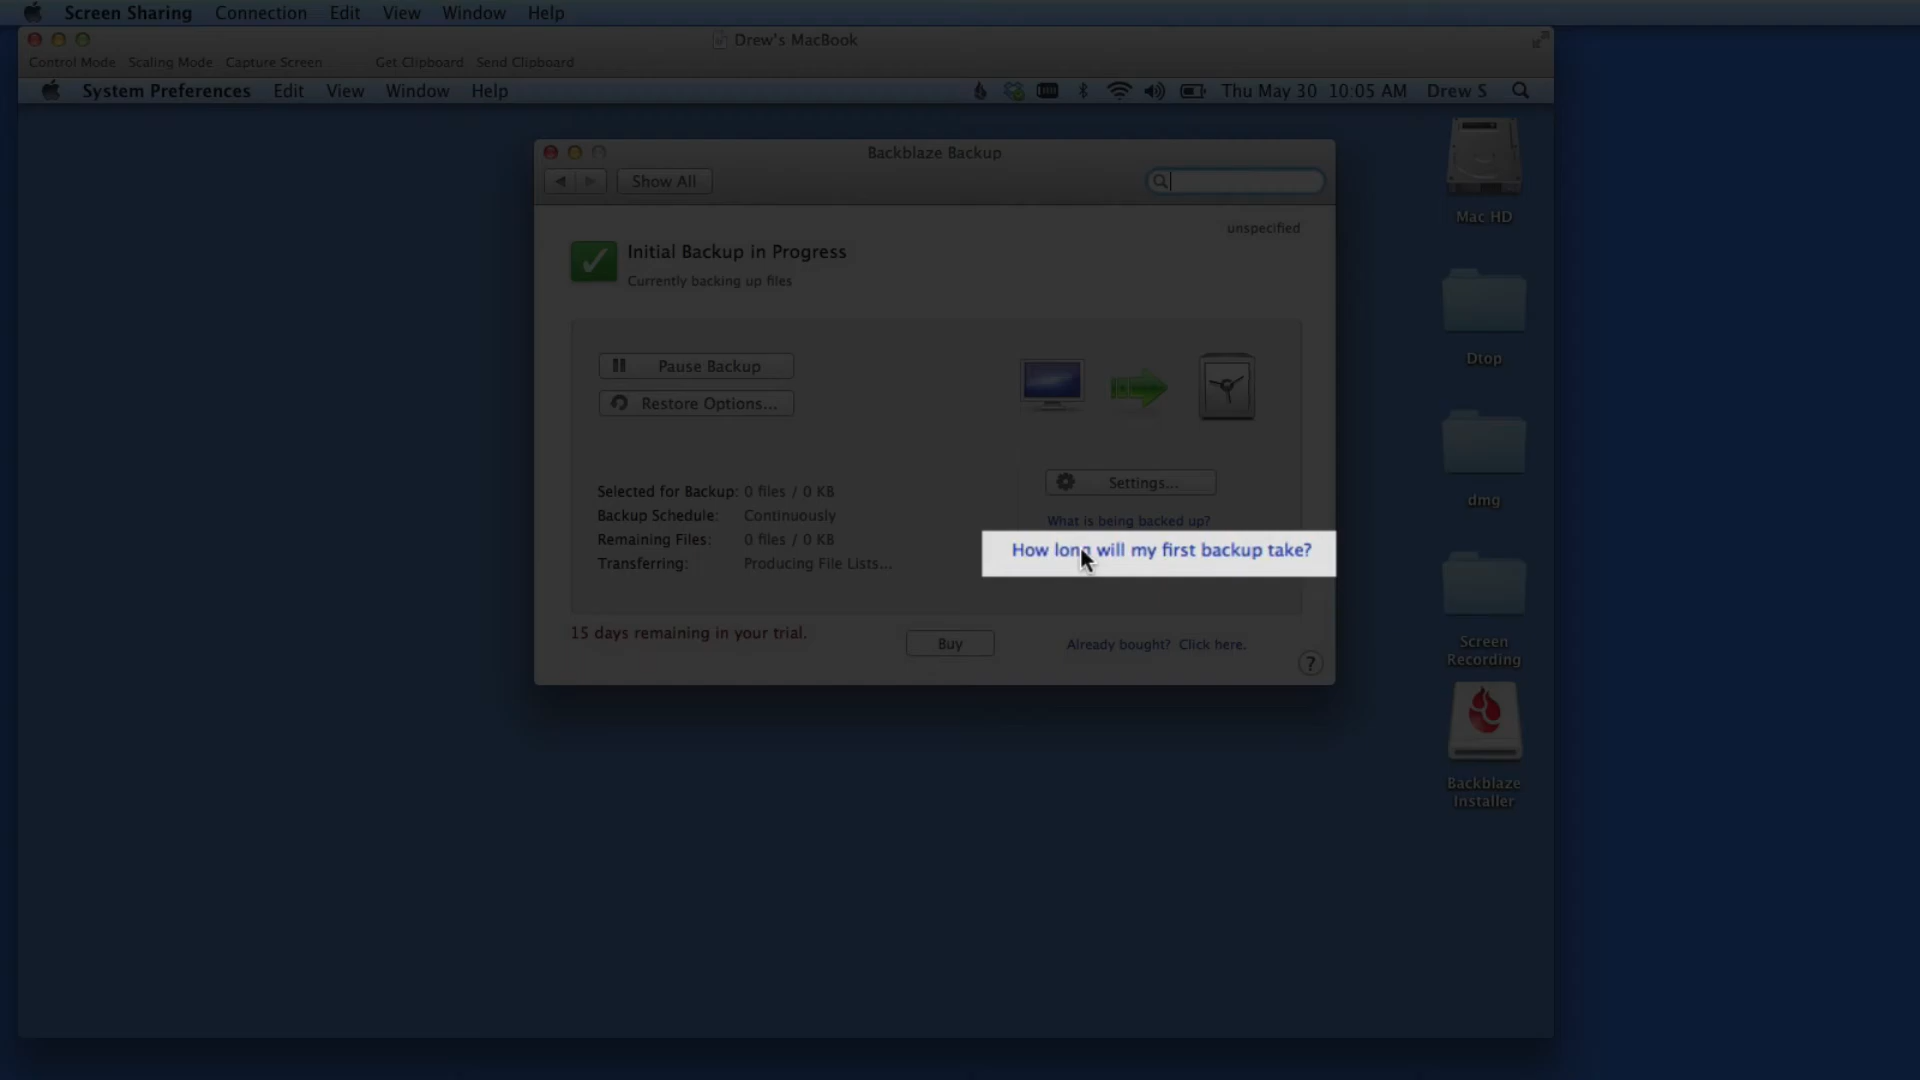 Screen Sharing Connection Edit View Window Help
Drew's MacBook
Control Mode Scaling Mode Capture Screen Get Clipboard Send Clipboard
System Preferences Edit View Window Help Thu May 30 10:05 AM Drew S
Backblaze Backup
Show All
unspecified
Initial Backup in Progress
Currently backing up files
Pause Backup
Restore Options...
Selected for Backup: 0 files / 0 KB
Backup Schedule: Continuously
Remaining Files: 0 files / 0 KB
Transferring: Producing File Lists...
Settings...
What is being backed up?
How long will my first backup take?
15 days remaining in your trial.
Buy
Already bought? Click here.
?
Mac HD
Dtop
dmg
Screen
Recording
Backblaze
Installer